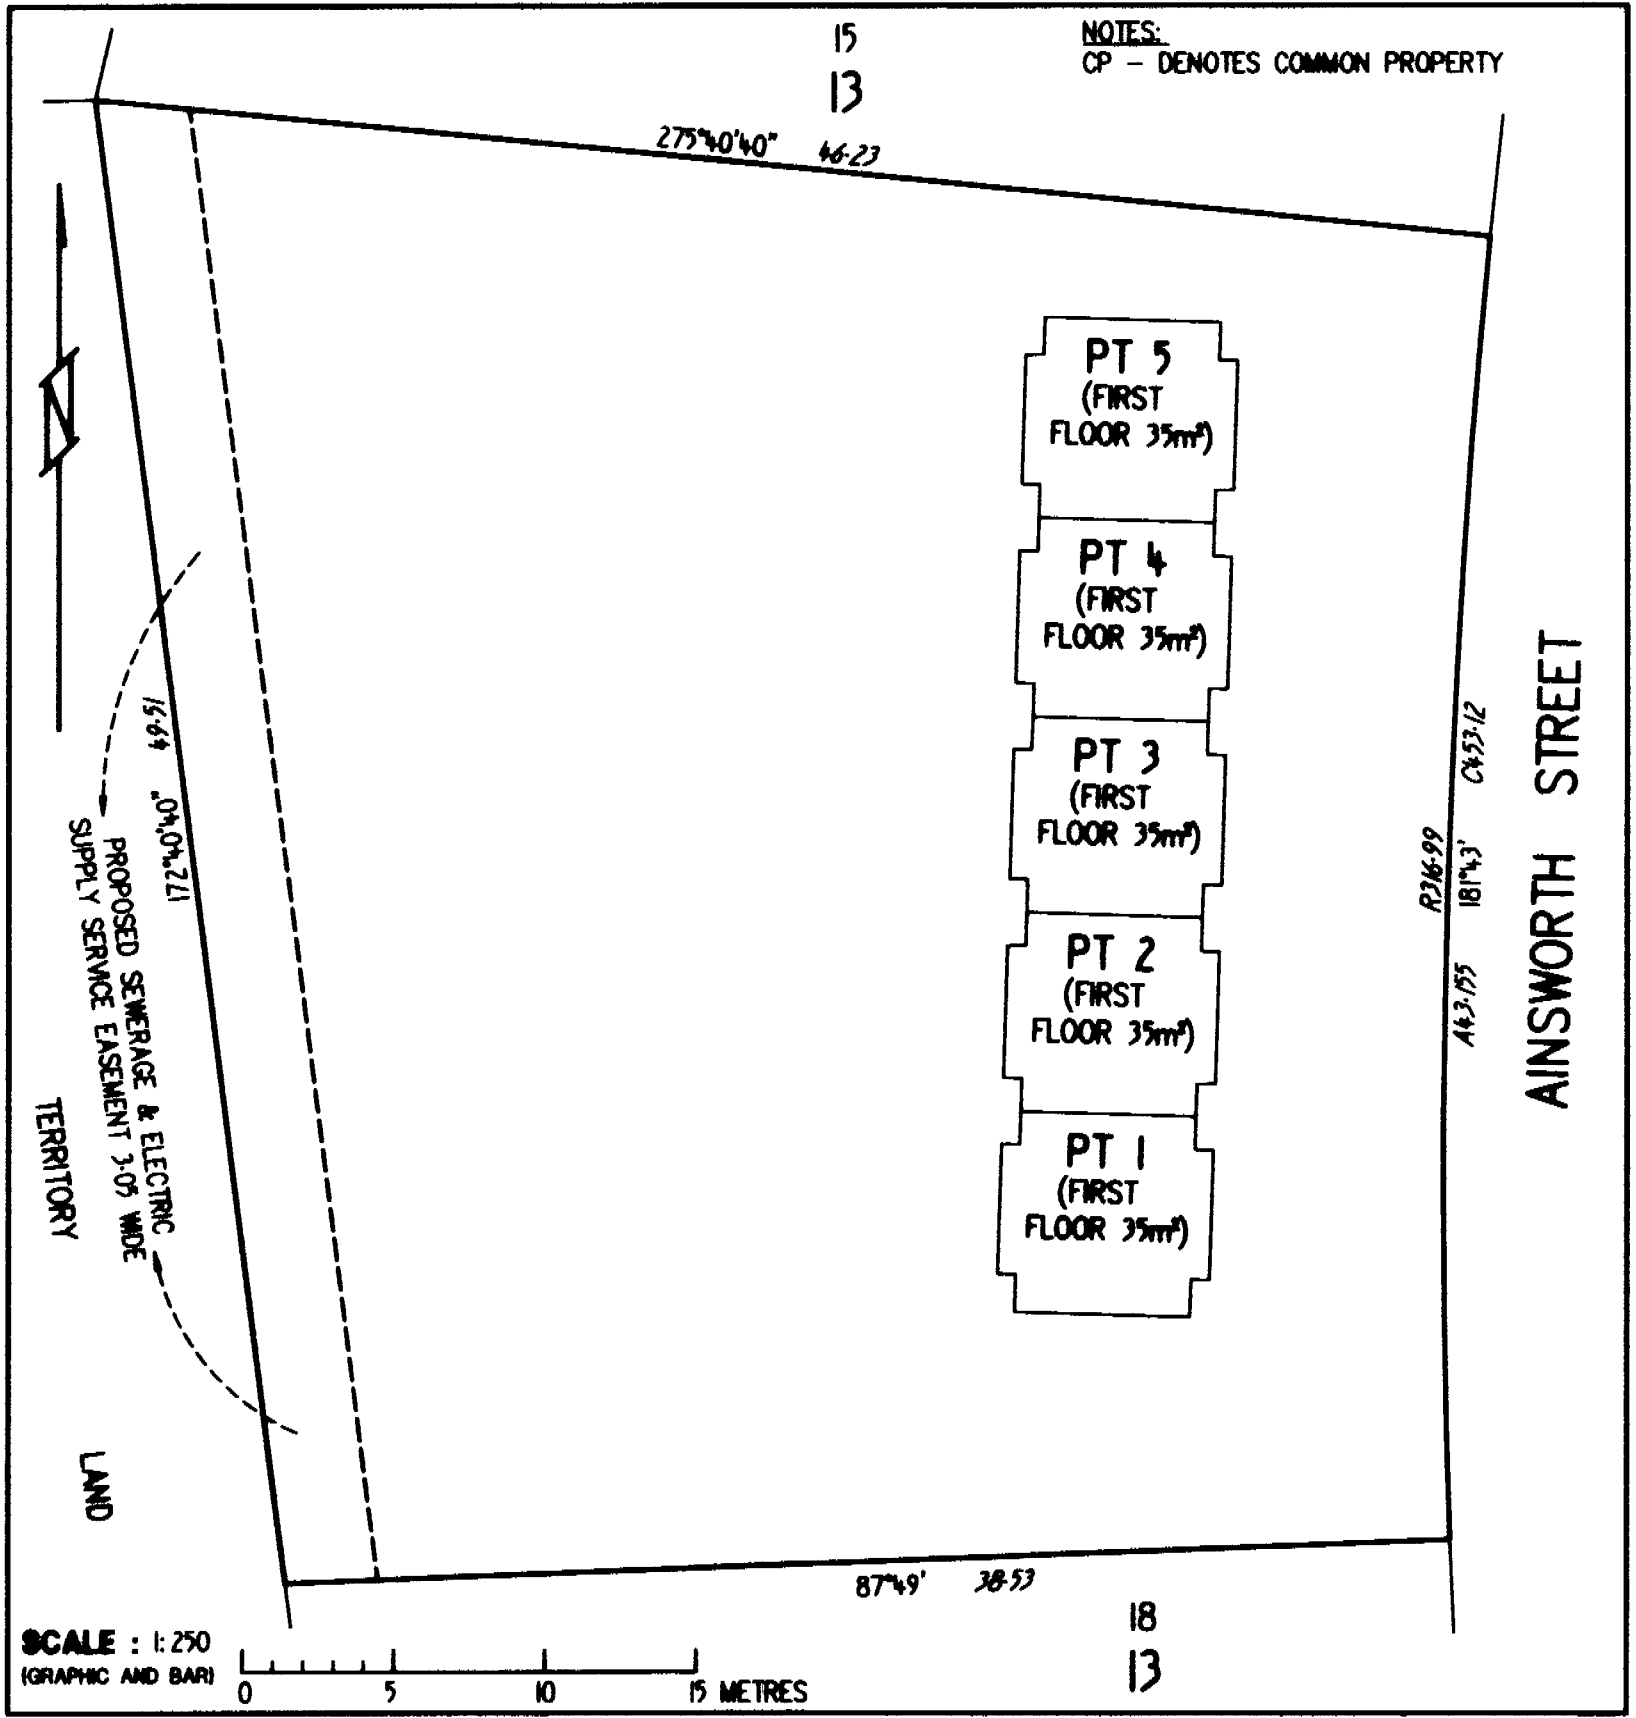 15
13
NOTES:
CP - DENOTES COMMON PROPERTY
275°40'40" 46·23
PT 5
(FIRST
FLOOR 35m²)
PT 4
(FIRST
FLOOR 35m²)
PT 3
(FIRST
FLOOR 35m²)
PT 2
(FIRST
FLOOR 35m²)
PT 1
(FIRST
FLOOR 35m²)
172°40'40" 49·51
PROPOSED SEWERAGE & ELECTRIC
SUPPLY SERVICE EASEMENT 3·05 WIDE
TERRITORY LAND
R316·99
A43·155 181°43' C43·12
AINSWORTH STREET
87°49' 38·53
18
13
SCALE : 1:250
(GRAPHIC AND BAR)
0 5 10 15 METRES